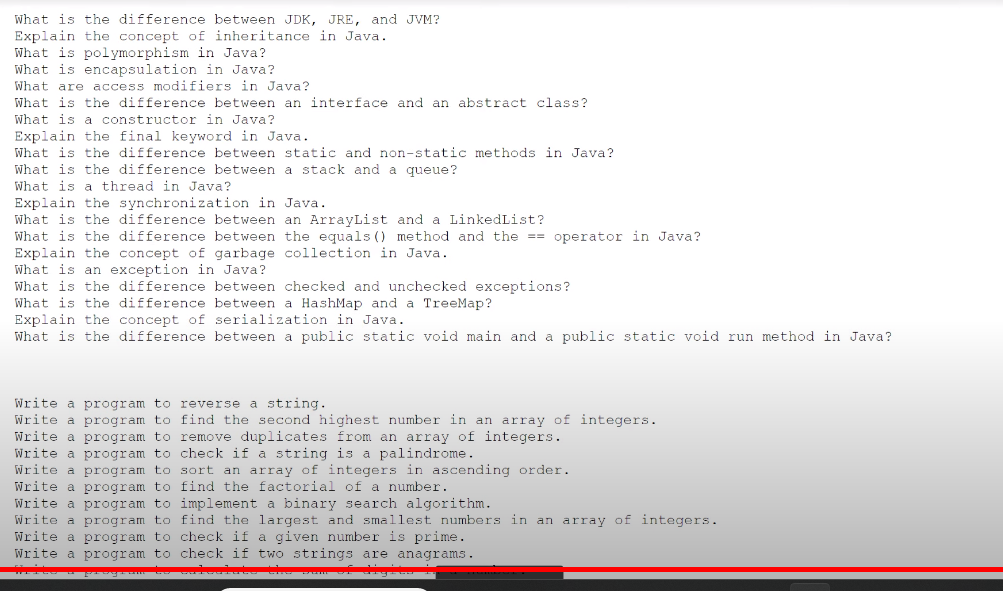 What is the difference between JDK, JRE, and JVM?
Explain the concept of inheritance in Java.
What is polymorphism in Java?
What is encapsulation in Java?
What are access modifiers in Java?
What is the difference between an interface and an abstract class?
What is a constructor in Java?
Explain the final keyword in Java.
What is the difference between static and non-static methods in Java?
What is the difference between a stack and a queue?
What is a thread in Java?
Explain the synchronization in Java.
What is the difference between an ArrayList and a LinkedList?
What is the difference between the equals() method and the == operator in Java?
Explain the concept of garbage collection in Java.
What is an exception in Java?
What is the difference between checked and unchecked exceptions?
What is the difference between a HashMap and a TreeMap?
Explain the concept of serialization in Java.
What is the difference between a public static void main and a public static void run method in Java?
Write a program to reverse a string.
Write a program to find the second highest number in an array of integers.
Write a program to remove duplicates from an array of integers.
Write a program to check if a string is a palindrome.
Write a program to sort an array of integers in ascending order.
Write a program to find the factorial of a number.
Write a program to implement a binary search algorithm.
Write a program to find the largest and smallest numbers in an array of integers.
Write a program to check if a given number is prime.
Write a program to check if two strings are anagrams.
Write a program to calculate the sum of digits in a number.